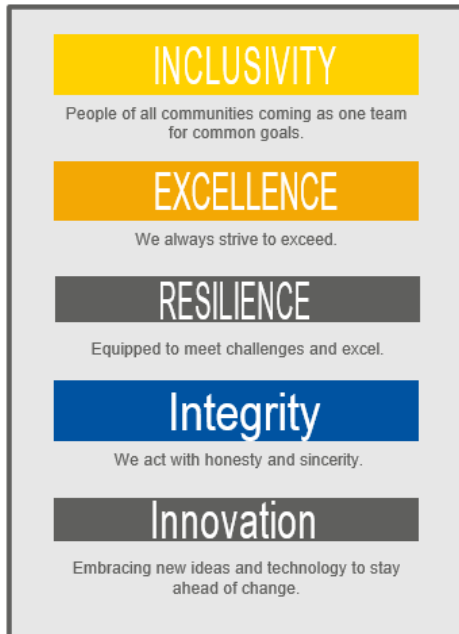 INCLUSIVITY
People of all communities coming as one team
for common goals.
EXCELLENCE
We always strive to exceed.
RESILIENCE
Equipped to meet challenges and excel.
Integrity
We act with honesty and sincerity.
Innovation
Embracing new ideas and technology to stay
ahead of change.